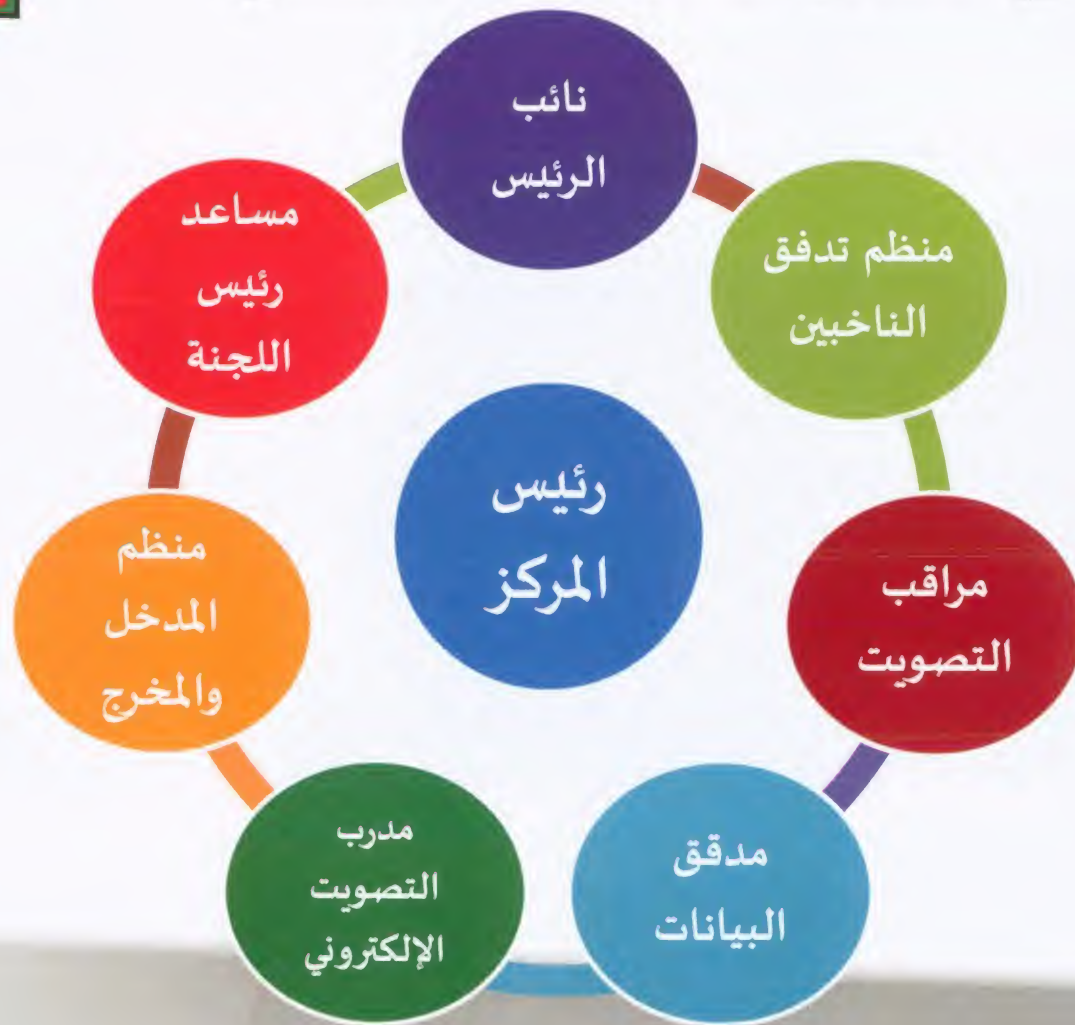 نائب
الرئيس
منظم تدفق
الناخبين
مراقب
التصويت
مدقق
البيانات
مدرب
التصويت
الإلكتروني
منظم
المدخل
والمخرج
مساعد
رئيس
اللجنة
رئيس
المركز